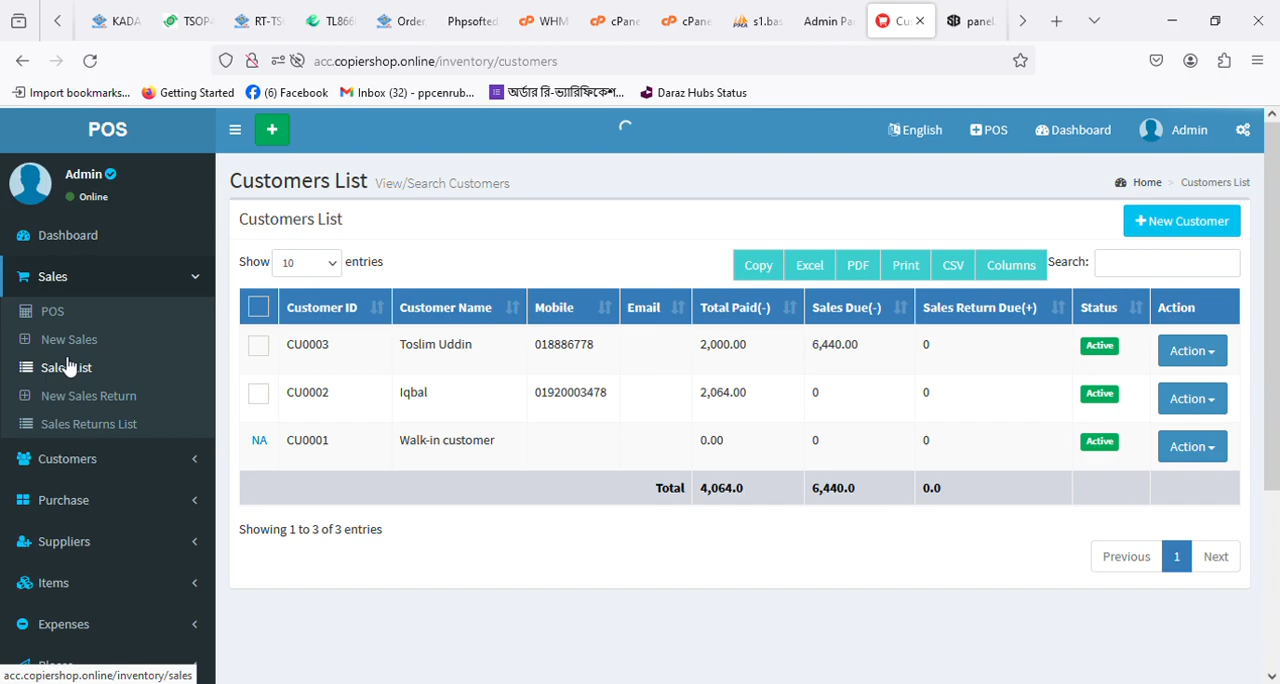 KADA TSOP RT-TS TL866 Order Phpsofted WHM cPane cPane s1.bas Admin Pa Cu panel
acc.copiershop.online/inventory/customers
Import bookmarks... Getting Started (6) Facebook Inbox (32) - ppcenrub... অর্ডার রি-ভ্যারিফিকেশ... Daraz Hubs Status
POS English POS Dashboard Admin
Admin
Online
Customers List View/Search Customers Home > Customers List
Customers List New Customer
Dashboard
Show 10 entries Copy Excel PDF Print CSV Columns Search:
Sales
Customer ID Customer Name Mobile Email Total Paid(-) Sales Due(-) Sales Return Due(+) Status Action
POS
New Sales
CU0003 Toslim Uddin 018886778 2,000.00 6,440.00 0 Active Action
Sales List
CU0002 Iqbal 01920003478 2,064.00 0 0 Active Action
New Sales Return
Sales Returns List
NA CU0001 Walk-in customer 0.00 0 0 Active Action
Customers
Total 4,064.0 6,440.0 0.0
Purchase
Showing 1 to 3 of 3 entries
Suppliers
Previous 1 Next
Items
Expenses
acc.copiershop.online/inventory/sales